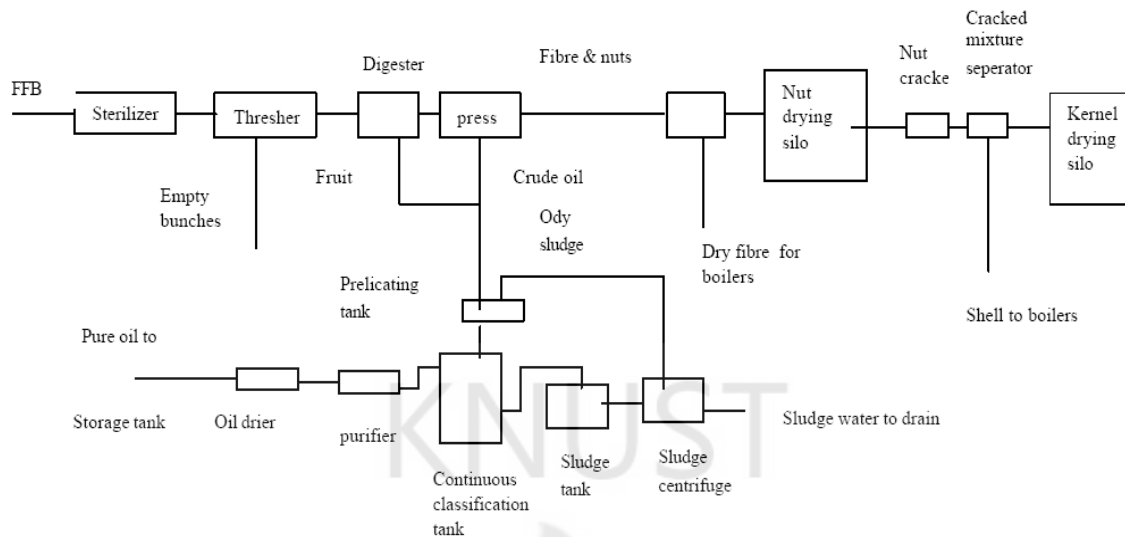 Cracked
mixture
seperator
Nut
cracke
Digester
Fibre & nuts
FFB
Sterilizer
Thresher
press
Nut
drying
silo
Kernel
drying
silo
Fruit
Crude oil
Empty
bunches
Ody
sludge
Dry fibre for
boilers
Prelicating
tank
Shell to boilers
Pure oil to
Storage tank
Oil drier
purifier
KNUST
Sludge water to drain
Continuous
classification
tank
Sludge
tank
Sludge
centrifuge